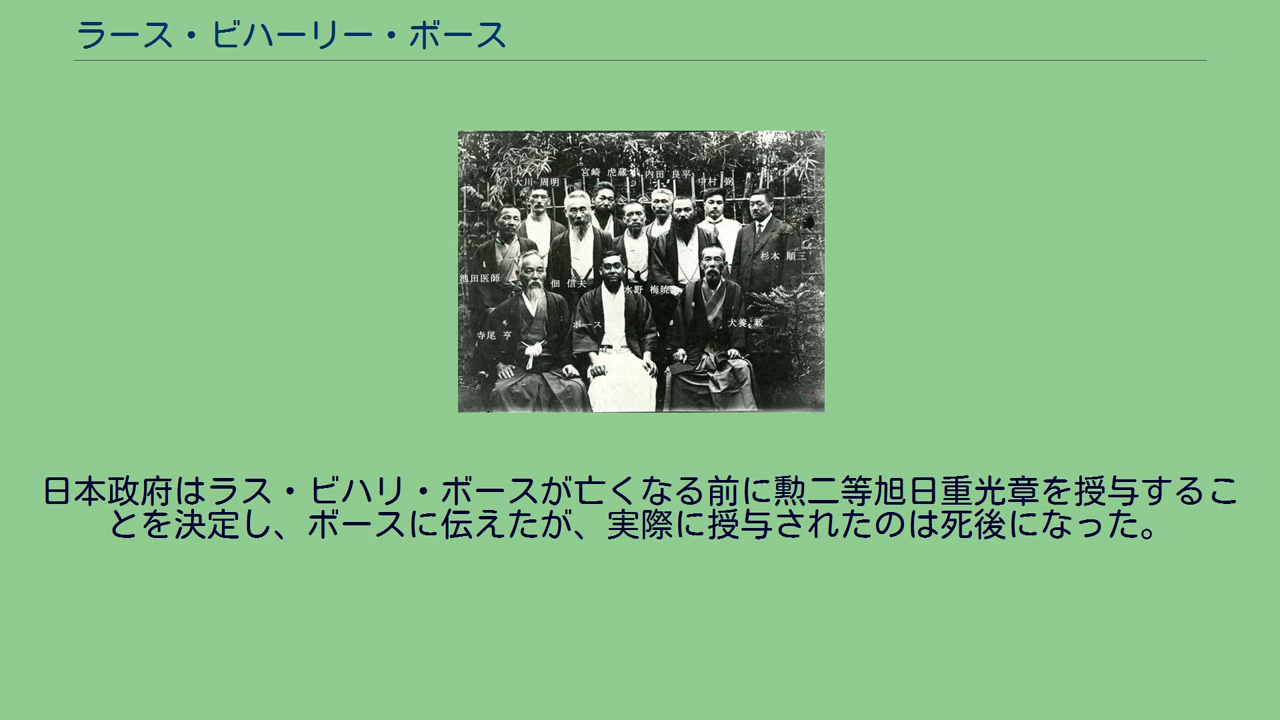 ラース・ビハーリー・ボース
宮崎 虎蔵
内田 良平
大川 周明
中村 弼
杉本 順三
池田医師
佃 信夫
水野 梅暁
ボース
犬養 毅
寺尾 亨
日本政府はラス・ビハリ・ボースが亡くなる前に勲二等旭日重光章を授与するこ
とを決定し、ボースに伝えたが、実際に授与されたのは死後になった。